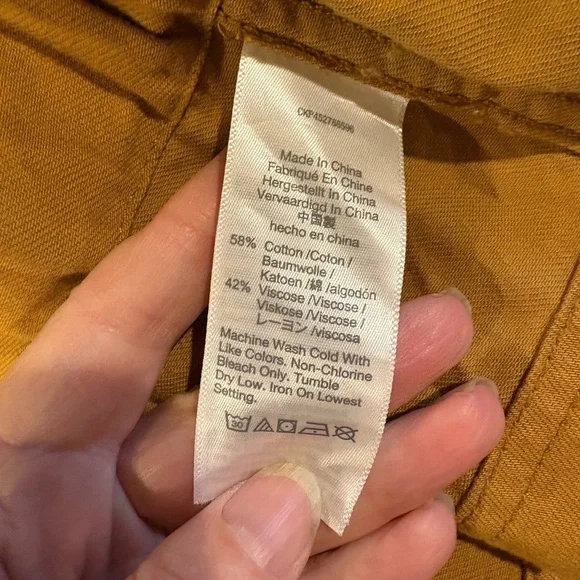 CKP452788596
Made In China
Fabriqué En Chine
Hergestellt In China
Vervaardigd In China
中国製
hecho en china
58% Cotton /Coton /
Baumwolle /
Katoen /綿 /algodón
42% Viscose /Viscose /
Viskose /Viscose /
レーヨン /viscosa
Machine Wash Cold With
Like Colors. Non-Chlorine
Bleach Only. Tumble
Dry Low. Iron On Lowest
Setting.
30